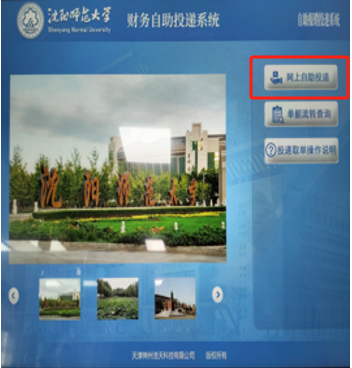 沈阳师范大学
Shenyang Normal University
财务自助投递系统
自助报销投递系统
网上自助投递
单据流转查询
投递取单操作说明
沈阳师范大学
天津神州浩天科技有限公司 版权所有